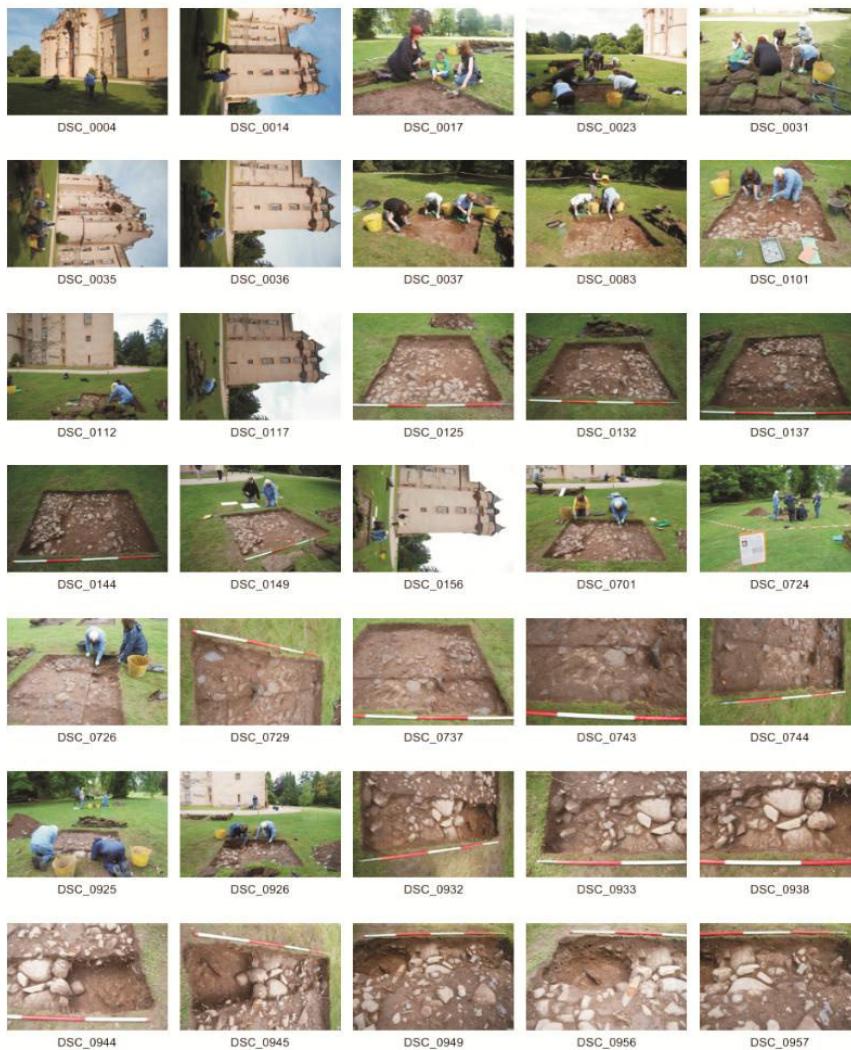 DSC_0004 DSC_0014 DSC_0017 DSC_0023 DSC_0031
DSC_0035 DSC_0036 DSC_0037 DSC_0083 DSC_0101
DSC_0112 DSC_0117 DSC_0125 DSC_0132 DSC_0137
DSC_0144 DSC_0149 DSC_0156 DSC_0701 DSC_0724
DSC_0726 DSC_0729 DSC_0737 DSC_0743 DSC_0744
DSC_0925 DSC_0926 DSC_0932 DSC_0933 DSC_0938
DSC_0944 DSC_0945 DSC_0949 DSC_0956 DSC_0957